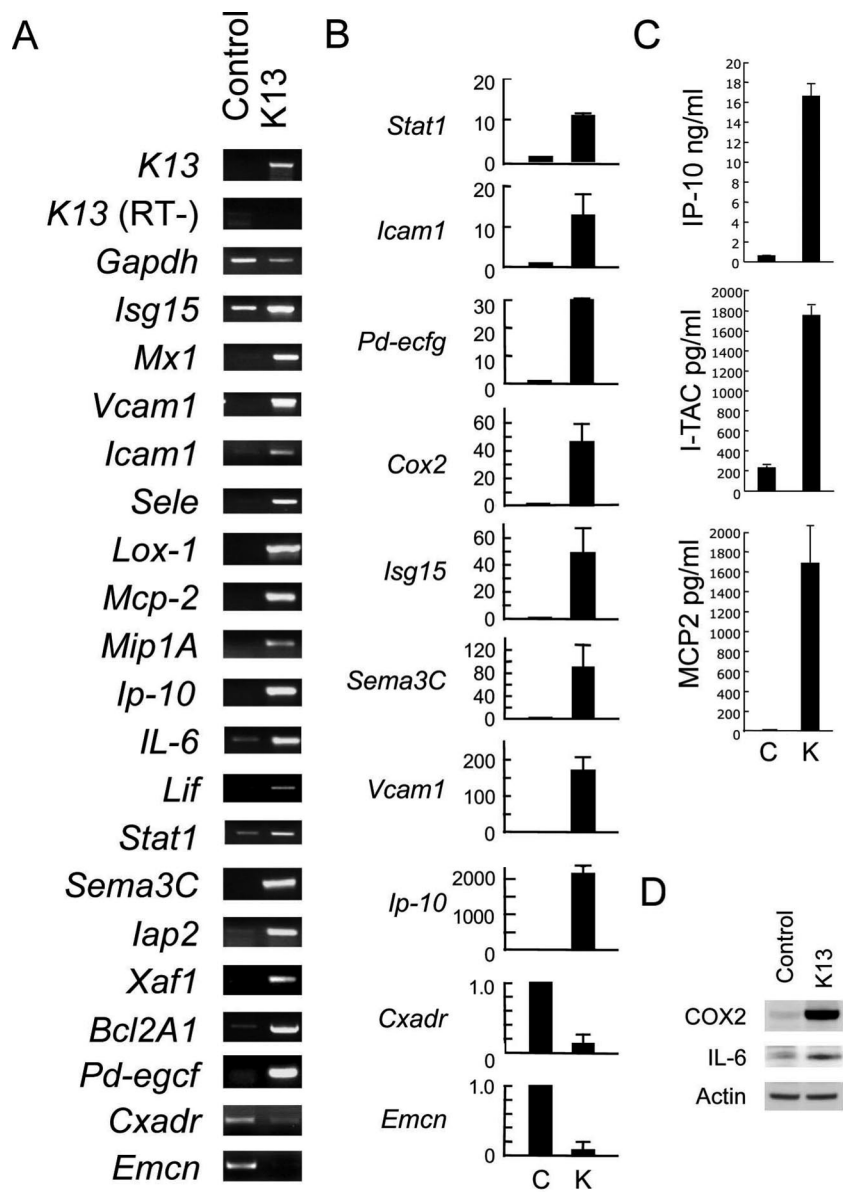 A
Control
K13
K13
K13 (RT-)
Gapdh
Isg15
Mx1
Vcam1
Icam1
Sele
Lox-1
Mcp-2
Mip1A
Ip-10
IL-6
Lif
Stat1
Sema3C
Iap2
Xaf1
Bcl2A1
Pd-egcf
Cxadr
Emcn
B
Stat1
20
10
0
Icam1
20
10
0
Pd-ecfg
30
20
10
0
Cox2
60
40
20
0
Isg15
60
40
20
0
Sema3C
120
80
40
0
Vcam1
200
100
0
Ip-10
2000
1000
0
Cxadr
1.0
0
Emcn
1.0
0
C K
C
IP-10 ng/ml
20
18
16
14
12
10
8
6
4
2
0
I-TAC pg/ml
2000
1800
1600
1400
1200
1000
800
600
400
200
0
MCP2 pg/ml
2000
1800
1600
1400
1200
1000
800
600
400
200
0
C K
D
Control
K13
COX2
IL-6
Actin